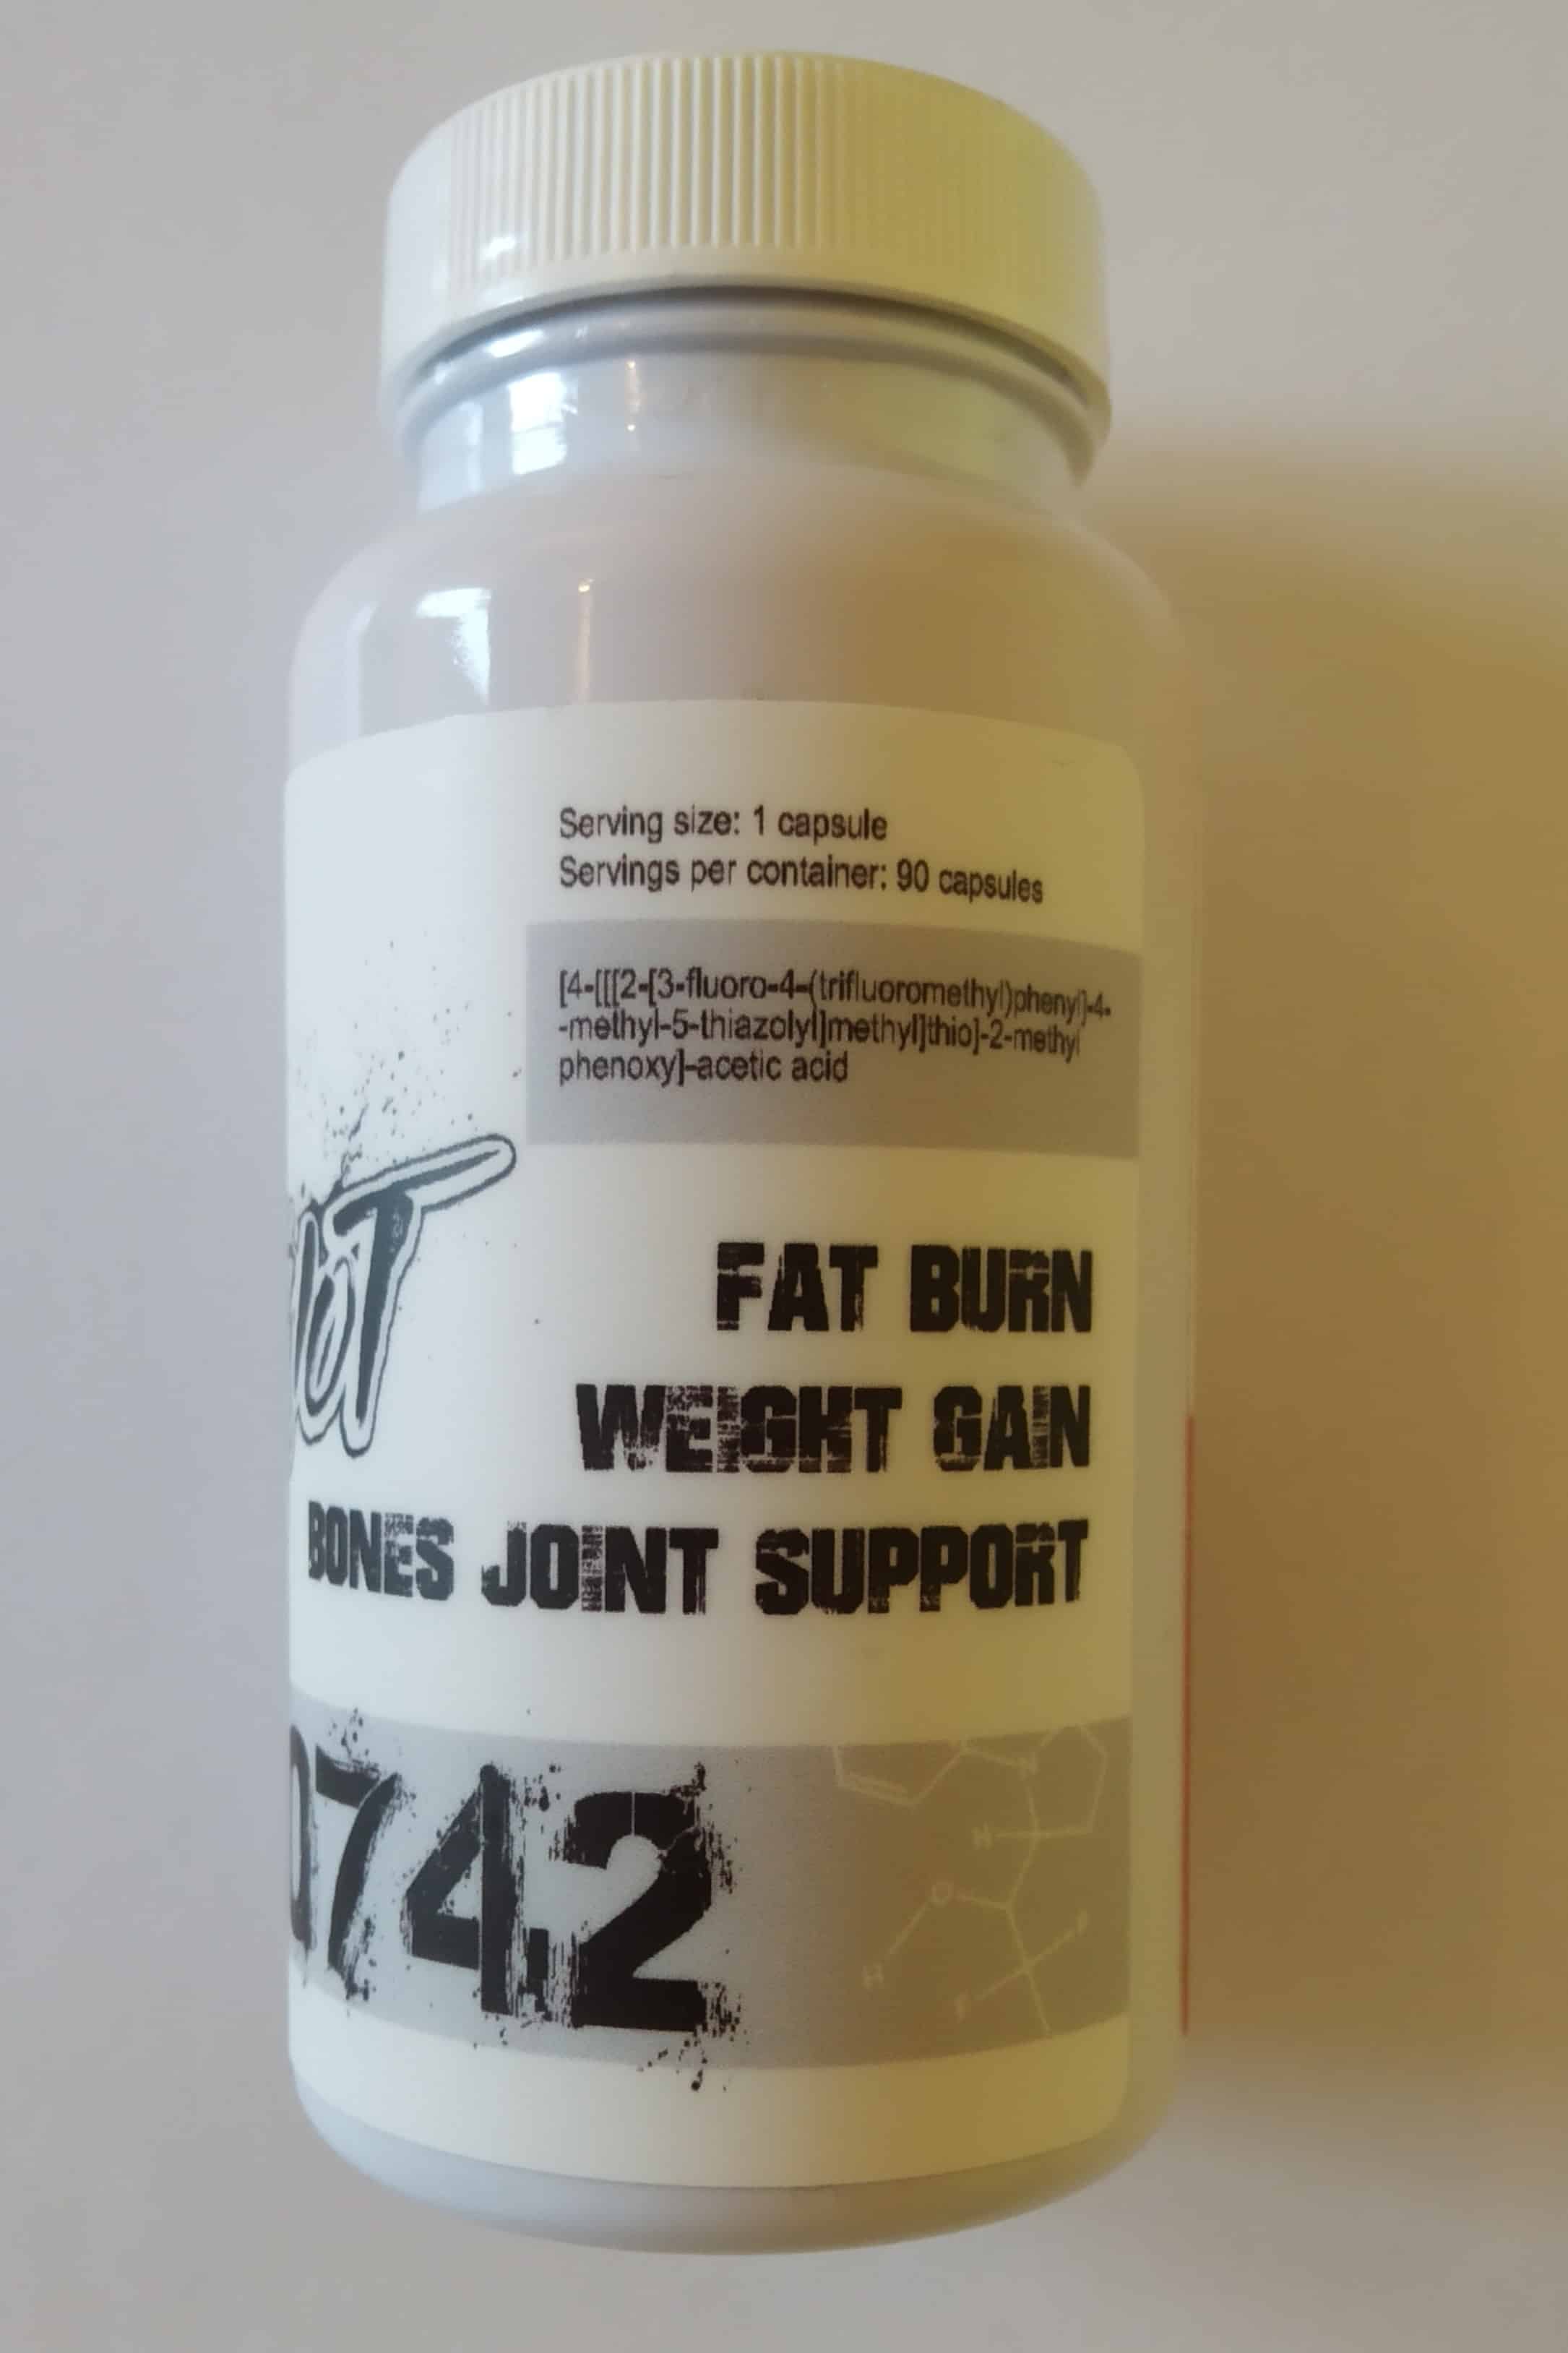 Serving size: 1 capsule
Servings per container: 90 capsules
[4-[[[2-[3-fluoro-4-(trifluoromethyl)phenyl]-4-
-methyl-5-thiazolyl]methyl]thio]-2-methyl
phenoxy]-acetic acid
FAT BURN
WEIGHT GAIN
BONES JOINT SUPPORT
0742
N
H
O
H
F